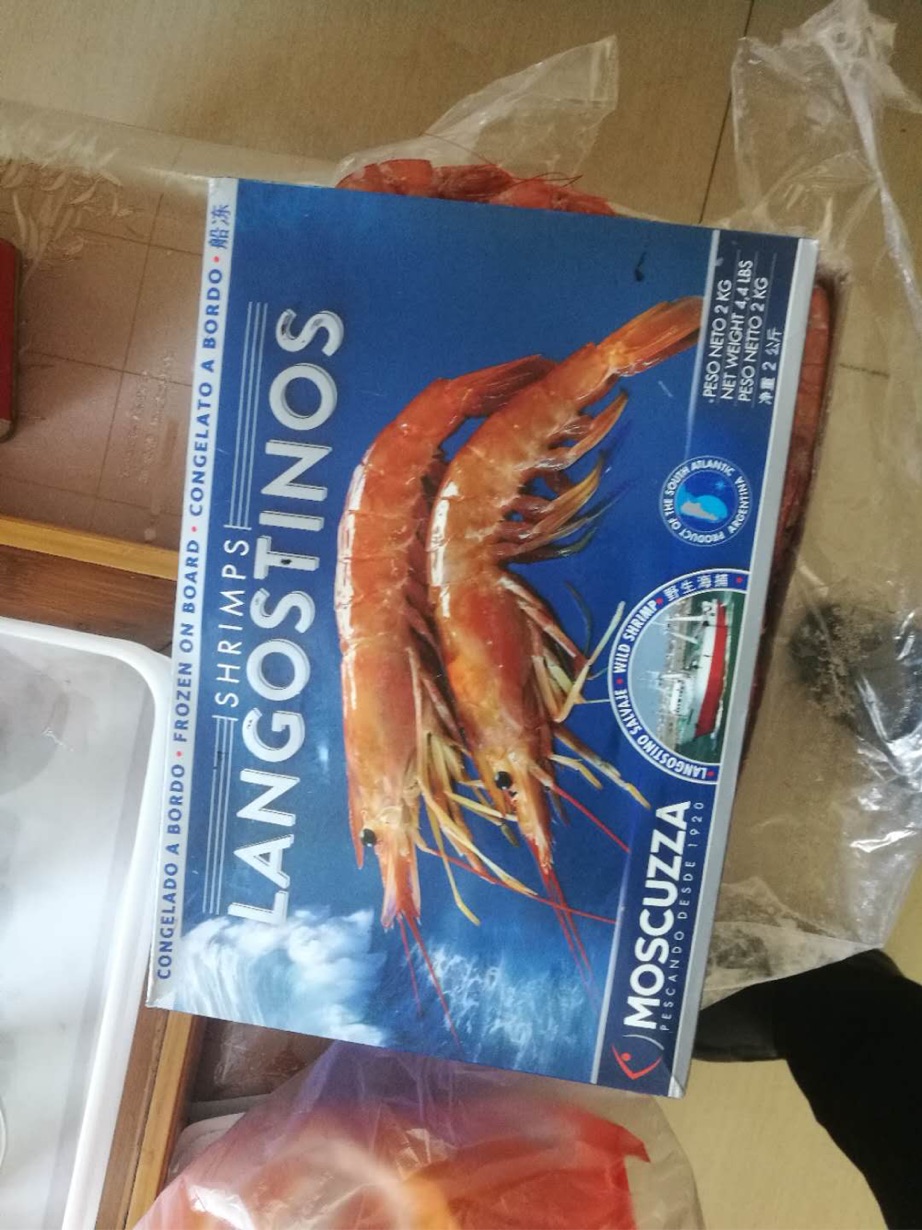 CONGELADO A BORDO • FROZEN ON BOARD • CONGELATO A BORDO • 船冻
SHRIMPS
LANGOSTINOS
PESO NETO 2 KG
NET WEIGHT 4,4 LBS
PESO NETTO 2 KG
净重 2 公斤
PRODUCT OF THE SOUTH ATLANTIC
ARGENTINA
LANGOSTINO SALVAJE • WILD SHRIMP • 野生海猎
MOSCUZZA
PESCANDO DESDE 1920